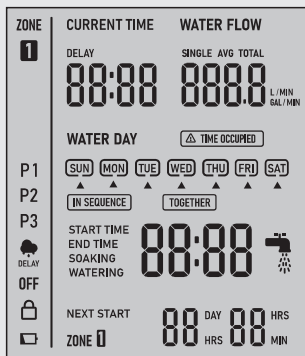 ZONE
1
P1
P2
P3
DELAY
OFF
CURRENT TIME WATER FLOW
DELAY SINGLE AVG TOTAL
88:88 888.8 L/MIN
GAL/MIN
WATER DAY TIME OCCUPIED
SUN MON TUE WED THU FRI SAT
IN SEQUENCE TOGETHER
START TIME
END TIME
SOAKING
WATERING
88:88
NEXT START 88 DAY 88 HRS
ZONE 1 HRS MIN